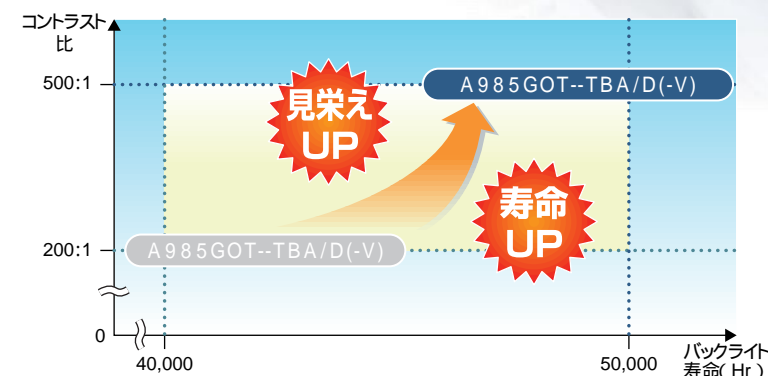 コントラスト
比
500:1
A985GOT--TBA/D(-V)
見栄え
UP
寿命
UP
200:1
A985GOT--TBA/D(-V)
0
40,000
50,000
バックライト
寿命(Hr)